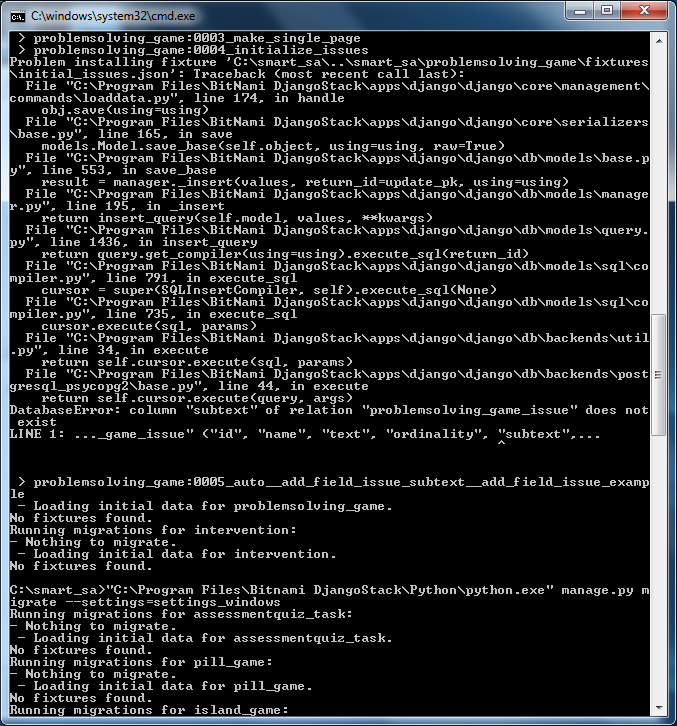 C:\windows\system32\cmd.exe
> problemsolving_game:0003_make_single_page
> problemsolving_game:0004_initialize_issues
Problem installing fixture 'C:\smart_sa\..\smart_sa\problemsolving_game\fixtures
\initial_issues.json': Traceback (most recent call last):
File "C:\Program Files\BitNami DjangoStack\apps\django\django\core\management\
commands\loaddata.py", line 174, in handle
obj.save(using=using)
File "C:\Program Files\BitNami DjangoStack\apps\django\django\core\serializers
\base.py", line 165, in save
models.Model.save_base(self.object, using=using, raw=True)
File "C:\Program Files\BitNami DjangoStack\apps\django\django\db\models\base.p
y", line 553, in save_base
result = manager._insert(values, return_id=update_pk, using=using)
File "C:\Program Files\BitNami DjangoStack\apps\django\django\db\models\manage
r.py", line 195, in _insert
return insert_query(self.model, values, **kwargs)
File "C:\Program Files\BitNami DjangoStack\apps\django\django\db\models\query.
py", line 1436, in insert_query
return query.get_compiler(using=using).execute_sql(return_id)
File "C:\Program Files\BitNami DjangoStack\apps\django\django\db\models\sql\co
mpiler.py", line 791, in execute_sql
cursor = super(SQLInsertCompiler, self).execute_sql(None)
File "C:\Program Files\BitNami DjangoStack\apps\django\django\db\models\sql\co
mpiler.py", line 735, in execute_sql
cursor.execute(sql, params)
File "C:\Program Files\BitNami DjangoStack\apps\django\django\db\backends\util
.py", line 34, in execute
return self.cursor.execute(sql, params)
File "C:\Program Files\BitNami DjangoStack\apps\django\django\db\backends\post
gresql_psycopg2\base.py", line 44, in execute
return self.cursor.execute(query, args)
DatabaseError: column "subtext" of relation "problemsolving_game_issue" does not
exist
LINE 1: ..._game_issue" ("id", "name", "text", "ordinality", "subtext",...
^
> problemsolving_game:0005_auto__add_field_issue_subtext__add_field_issue_examp
le
- Loading initial data for problemsolving_game.
No fixtures found.
Running migrations for intervention:
- Nothing to migrate.
- Loading initial data for intervention.
No fixtures found.
C:\smart_sa>"C:\Program Files\Bitnami DjangoStack\Python\python.exe" manage.py m
igrate --settings=settings_windows
Running migrations for assessmentquiz_task:
- Nothing to migrate.
- Loading initial data for assessmentquiz_task.
No fixtures found.
Running migrations for pill_game:
- Nothing to migrate.
- Loading initial data for pill_game.
No fixtures found.
Running migrations for island_game: